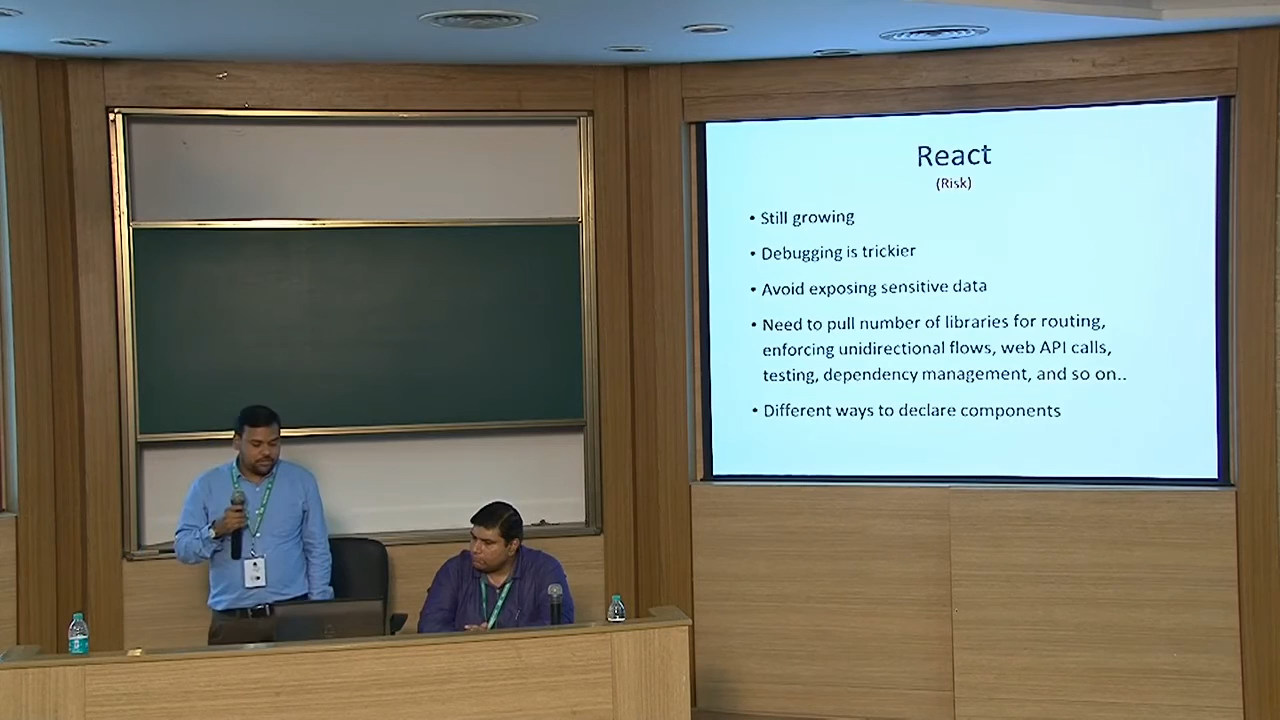 React
(Risk)
• Still growing
• Debugging is trickier
• Avoid exposing sensitive data
• Need to pull number of libraries for routing,
enforcing unidirectional flows, web API calls,
testing, dependency management, and so on..
• Different ways to declare components